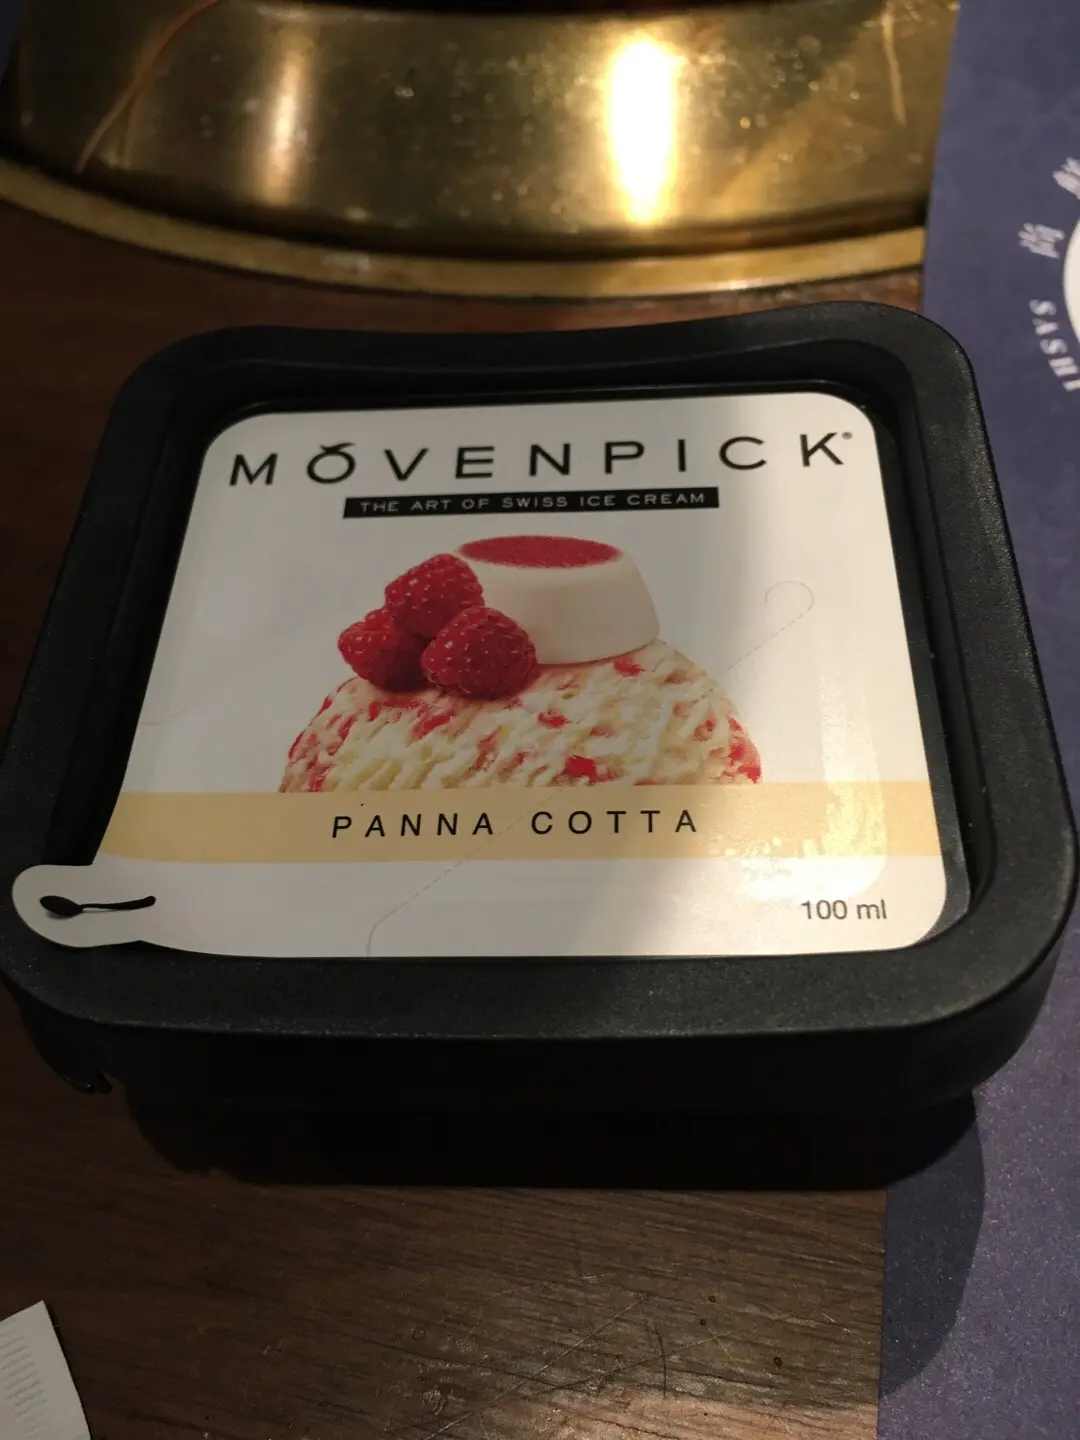 MÖVENPICK®
THE ART OF SWISS ICE CREAM
PANNA COTTA
100 ml